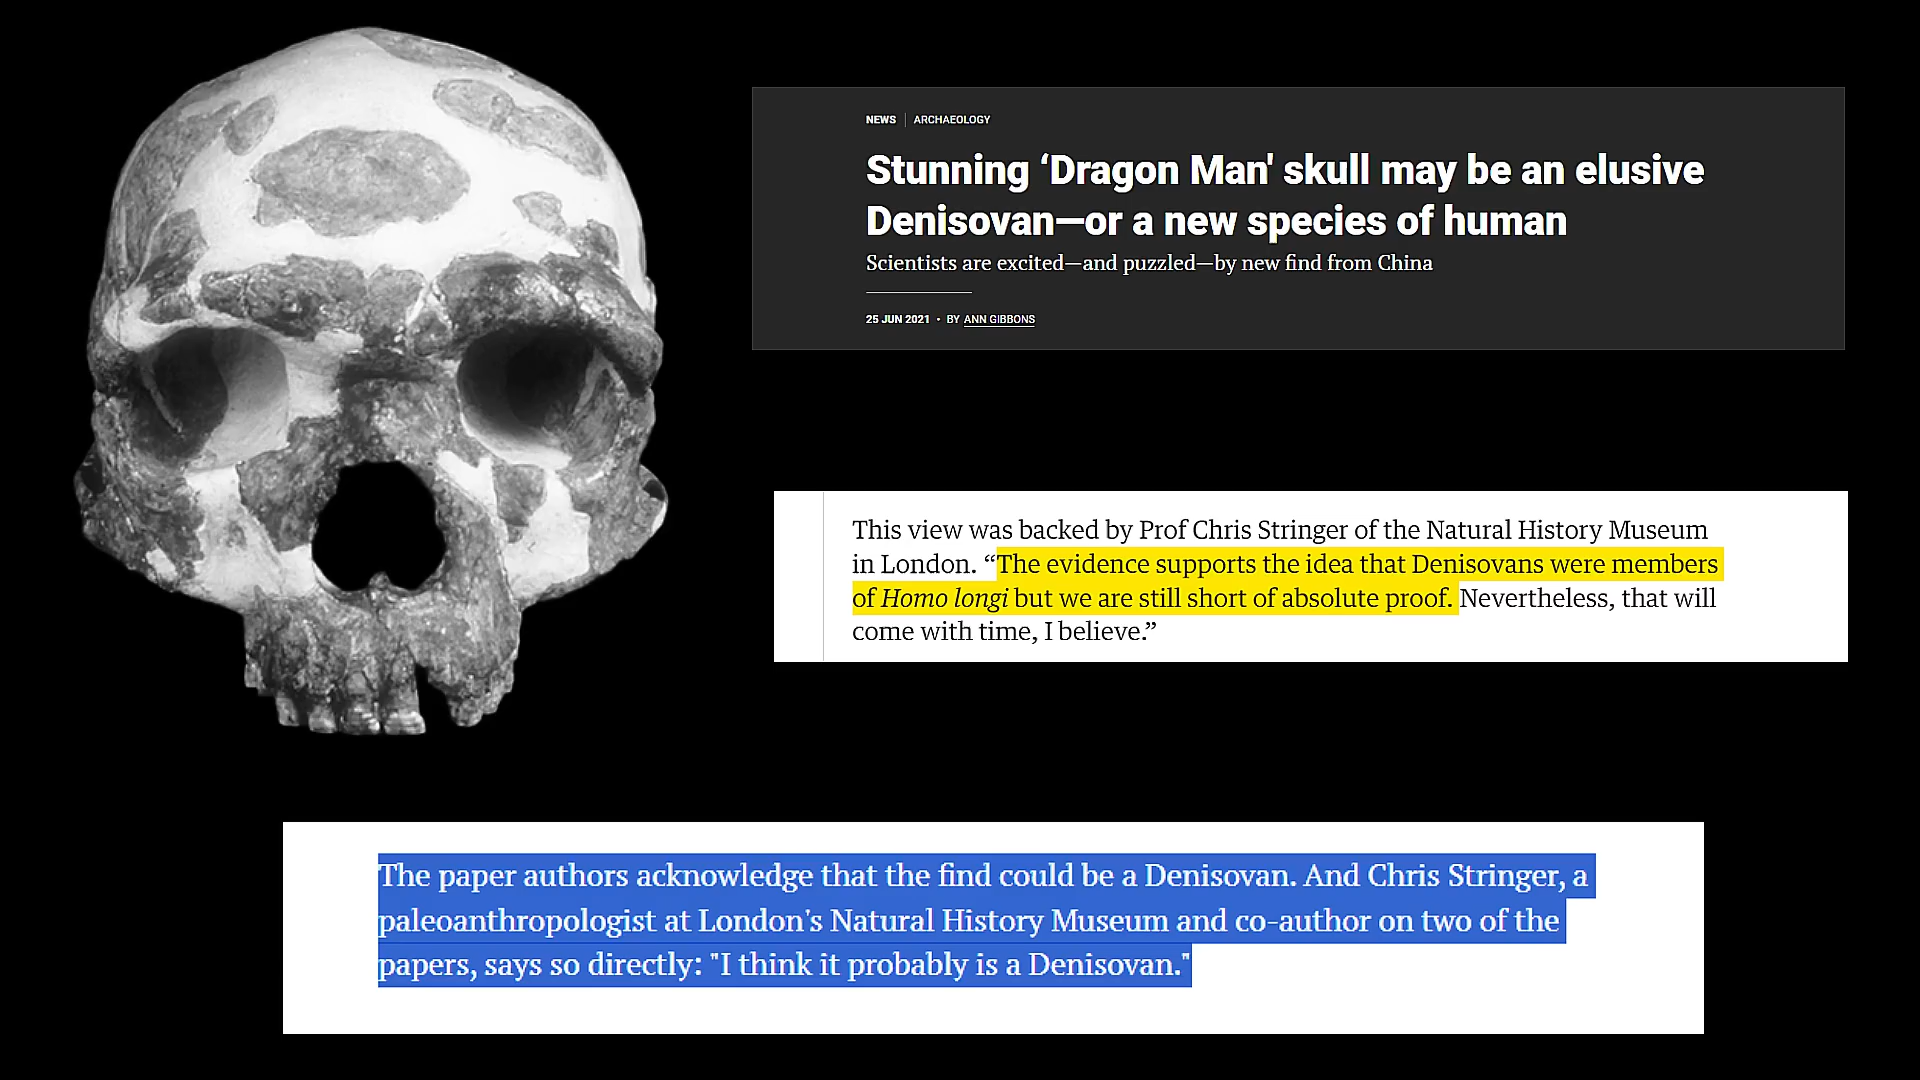 NEWS | ARCHAEOLOGY
Stunning ‘Dragon Man' skull may be an elusive
Denisovan—or a new species of human
Scientists are excited—and puzzled—by new find from China
25 JUN 2021 • BY ANN GIBBONS
This view was backed by Prof Chris Stringer of the Natural History Museum
in London. “The evidence supports the idea that Denisovans were members
of Homo longi but we are still short of absolute proof. Nevertheless, that will
come with time, I believe.”
The paper authors acknowledge that the find could be a Denisovan. And Chris Stringer, a
paleoanthropologist at London's Natural History Museum and co-author on two of the
papers, says so directly: "I think it probably is a Denisovan."